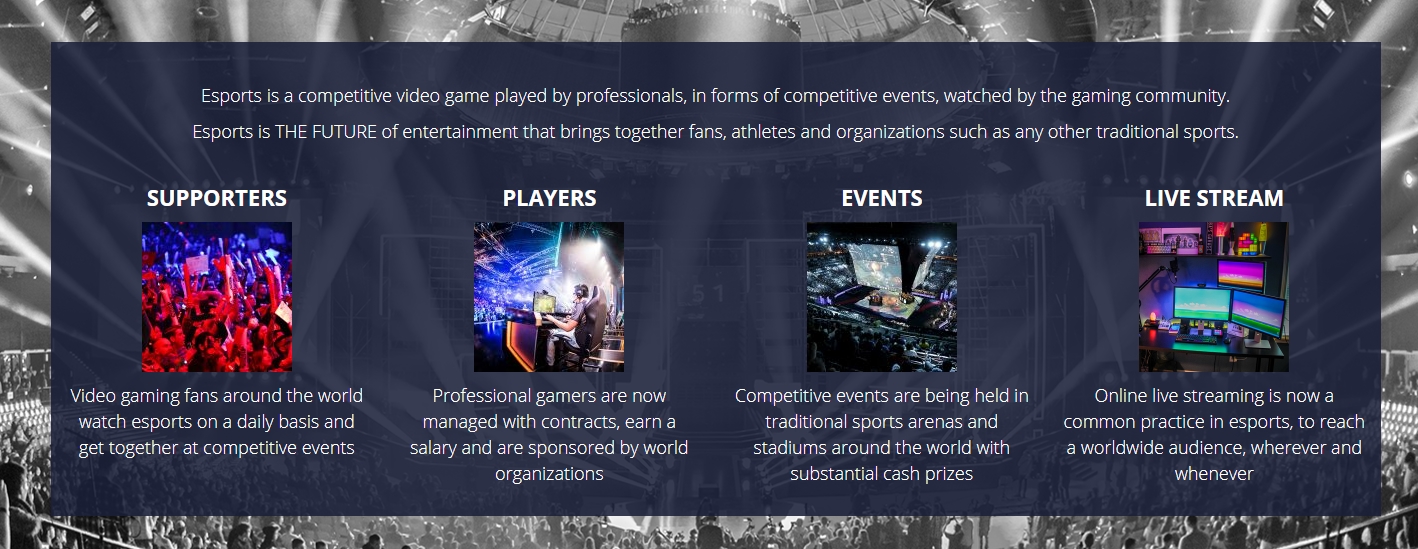 Esports is a competitive video game played by professionals, in forms of competitive events, watched by the gaming community.
Esports is THE FUTURE of entertainment that brings together fans, athletes and organizations such as any other traditional sports.
SUPPORTERS
Video gaming fans around the world
watch esports on a daily basis and
get together at competitive events
PLAYERS
Professional gamers are now
managed with contracts, earn a
salary and are sponsored by world
organizations
EVENTS
Competitive events are being held in
traditional sports arenas and
stadiums around the world with
substantial cash prizes
LIVE STREAM
Online live streaming is now a
common practice in esports, to reach
a worldwide audience, wherever and
whenever